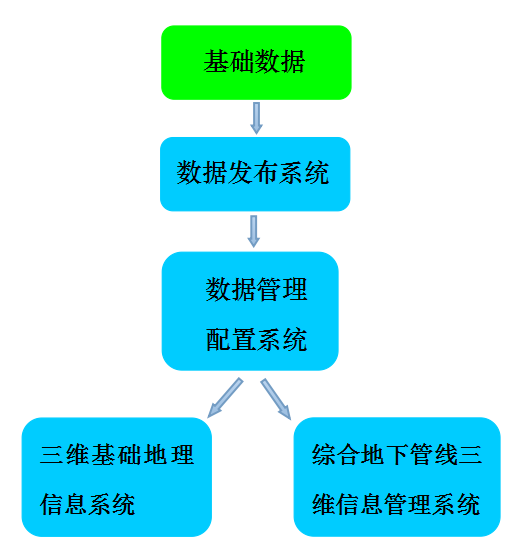 基础数据
数据发布系统
数据管理
配置系统
三维基础地理
信息系统
综合地下管线三
维信息管理系统